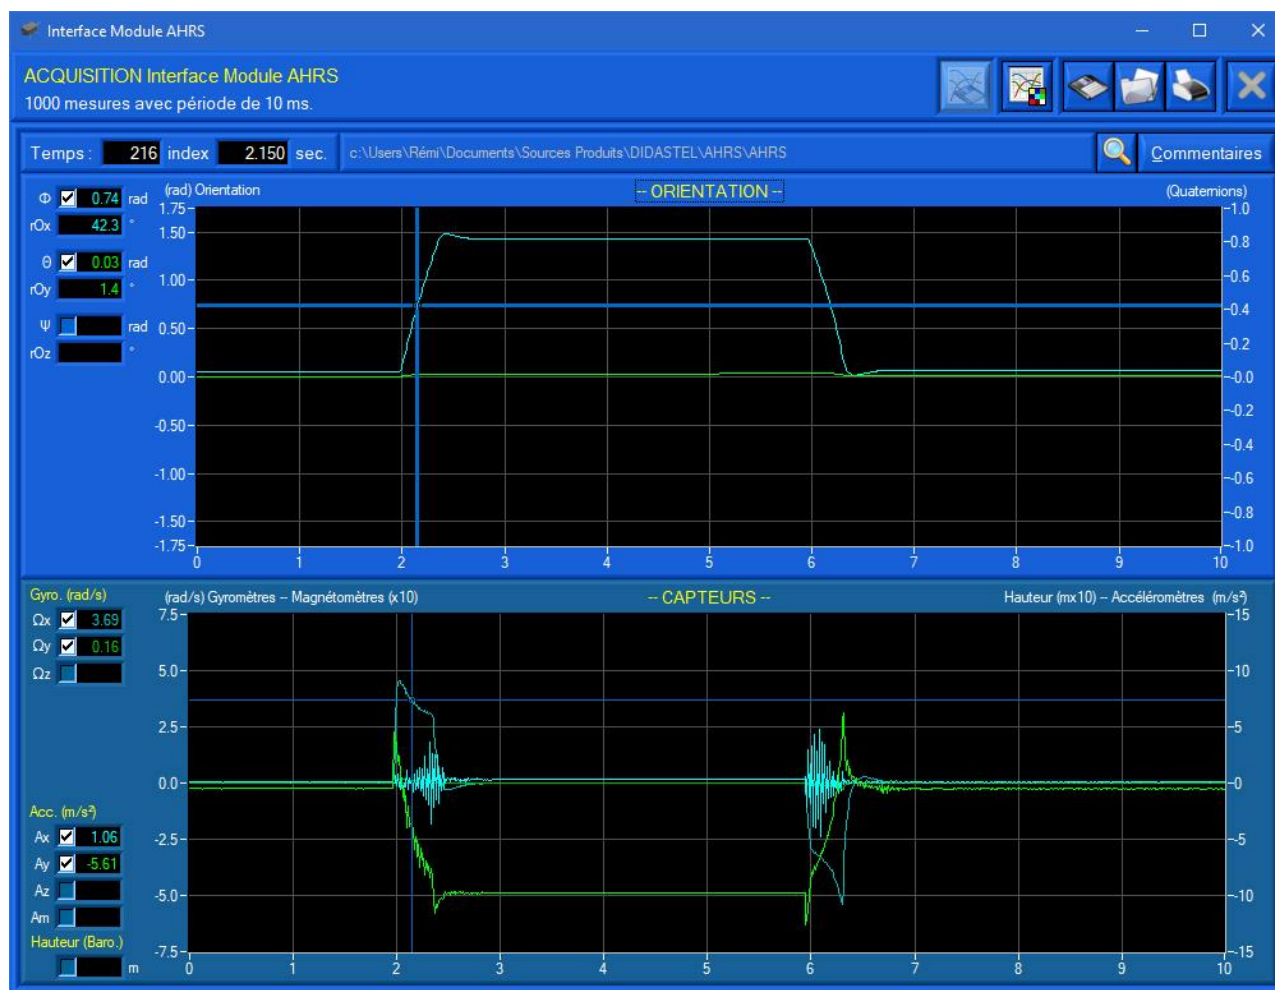 Interface Module AHRS
ACQUISITION Interface Module AHRS
1000 mesures avec période de 10 ms.
Temps : 216 index 2.150 sec. c:\Users\Rémi\Documents\Sources Produits\DIDASTEL\AHRS\AHRS Commentaires
(rad) Orientation -- ORIENTATION -- (Quaternions)
Φ 0.74 rad
rOx 42.3 °
θ 0.03 rad
rOy 1.4 °
Ψ rad
rOz °
1.75
1.50
1.00
0.50
0.00
-0.50
-1.00
-1.50
-1.75
-1.0
-0.8
-0.6
-0.4
-0.2
-0.0
-0.2
-0.4
-0.6
-0.8
-1.0
0 1 2 3 4 5 6 7 8 9 10
Gyro. (rad/s) (rad/s) Gyromètres -- Magnétomètres (x10) -- CAPTEURS -- Hauteur (mx10) -- Accéléromètres (m/s²)
Ωx 3.69
Ωy 0.16
Ωz
Acc. (m/s²)
Ax 1.06
Ay -5.61
Az
Am
Hauteur (Baro.)
m
7.5
5.0
2.5
0.0
-2.5
-5.0
-7.5
-15
-10
-5
-0
-5
-10
-15
0 1 2 3 4 5 6 7 8 9 10